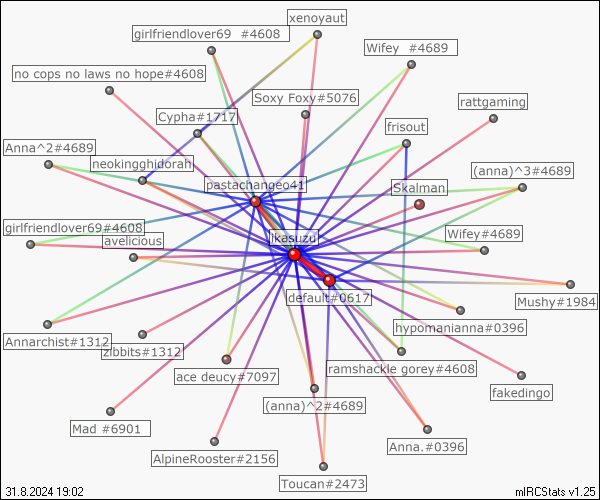 xenoyaut
girlfriendlover69 #4608
Wifey #4689
no cops no laws no hope#4608
Soxy Foxy#5076
rattgaming
Cypha#1717
frisout
Anna^2#4689
neokingghidorah
(anna)^3#4689
pastachangeo41
Skalman
girlfriendlover69#4608
avelicious
jkasuzu
Wifey#4689
default#0617
Mushy#1984
hypomanianna#0396
Annarchist#1312
zlbbits#1312
ace deucy#7097
ramshackle gorey#4608
fakedingo
(anna)^2#4689
Mad #6901
Anna.#0396
AlpineRooster#2156
Toucan#2473
31.8.2024 19:02
mIRCStats v1.25